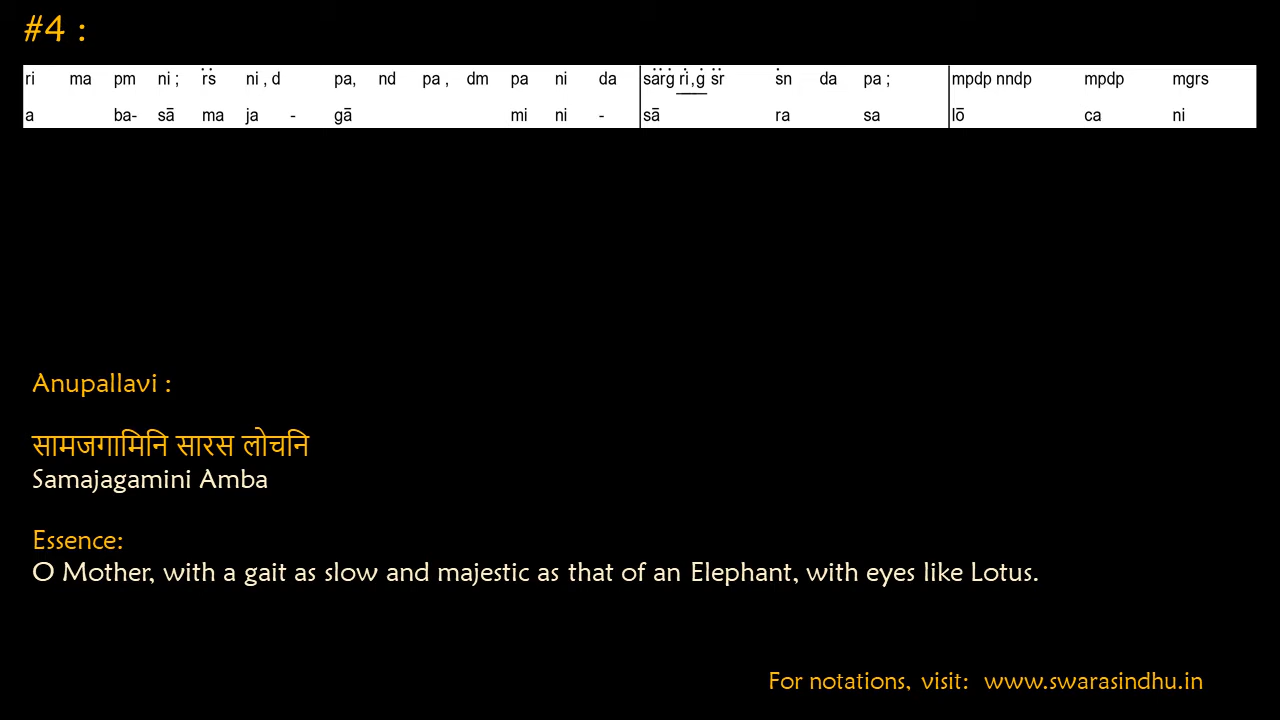 #4 :
ri ma pm ni ; ṙṡ ni , d pa, nd pa , dm pa ni da | sȧṙġ ṙi,ġ ṡṙ ṡn da pa ; | mpdp nndp mpdp mgrs
a ba- sā ma ja - gā mi ni - | sā ra sa | lō ca ni
Anupallavi :
सामजगामिनि सारस लोचनि
Samajagamini Amba
Essence:
O Mother, with a gait as slow and majestic as that of an Elephant, with eyes like Lotus.
For notations, visit: www.swarasindhu.in